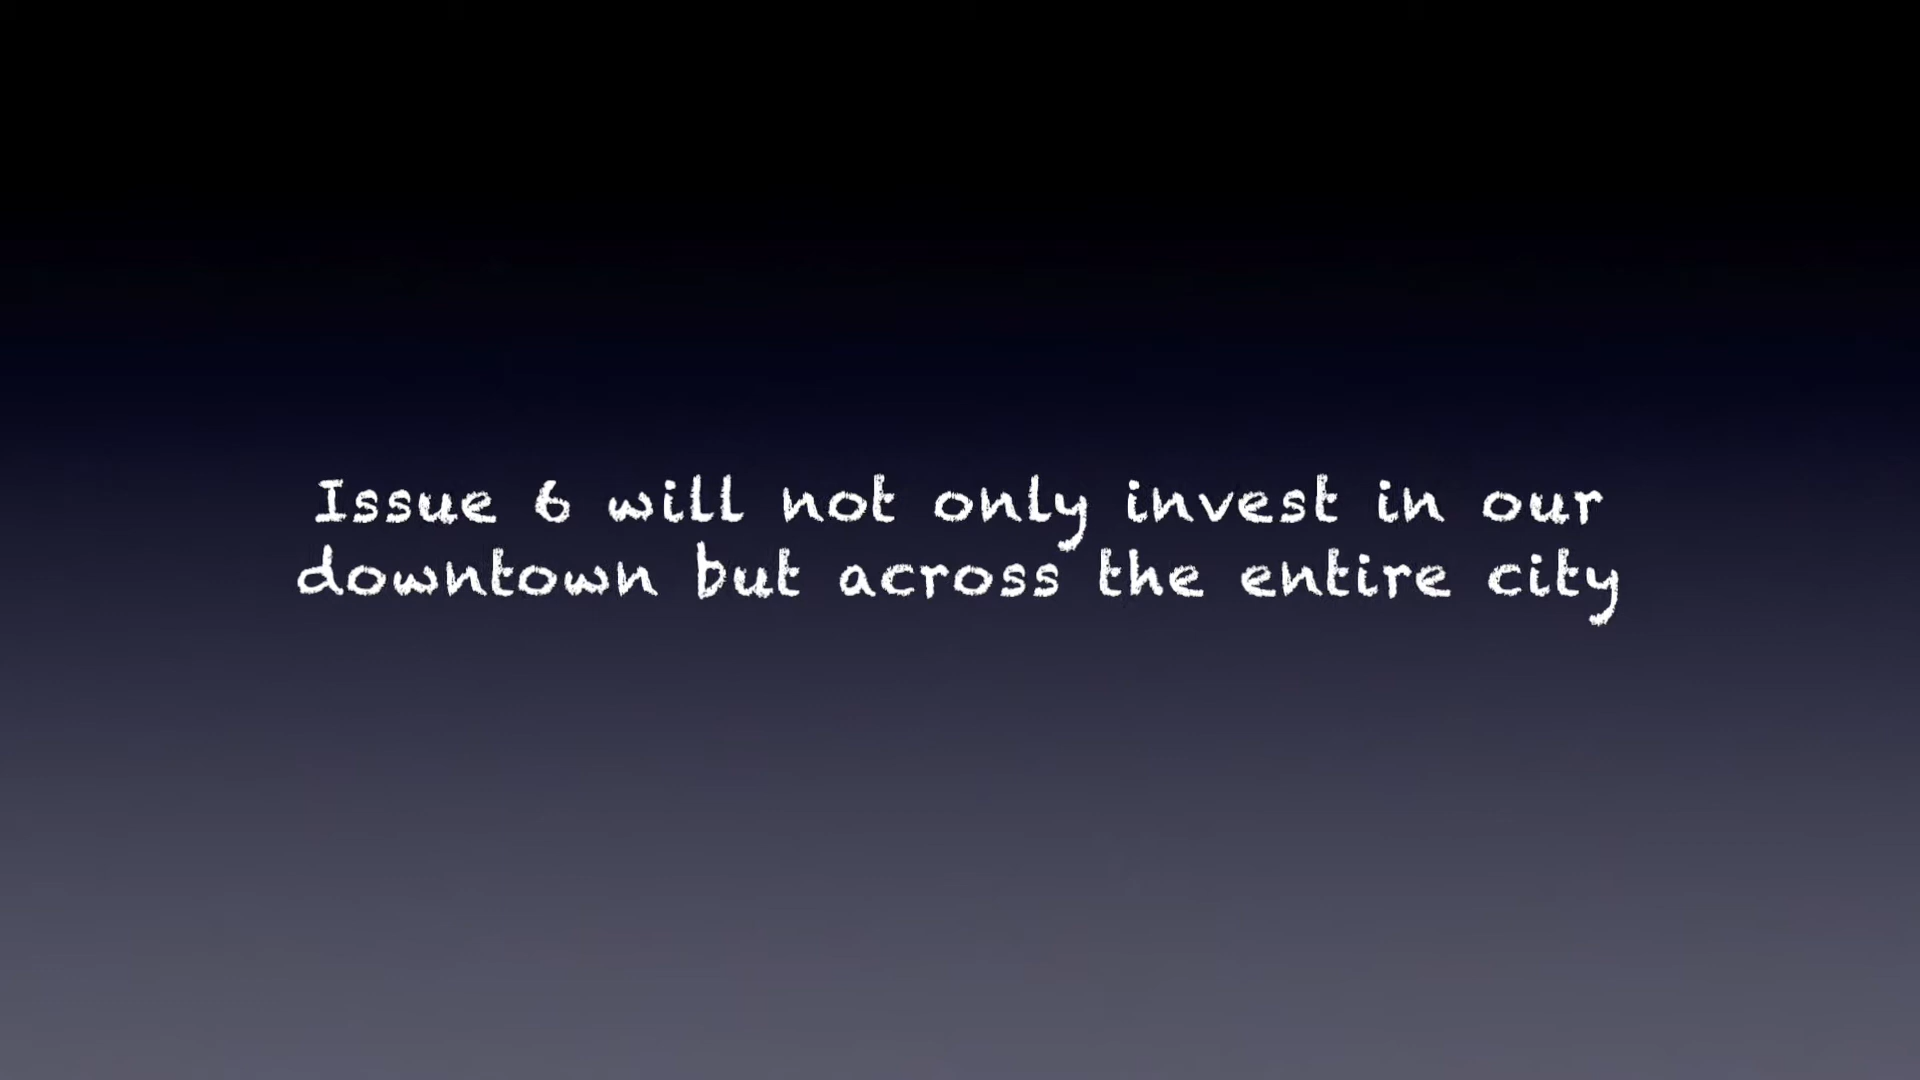 Issue 6 will not only invest in our
downtown but across the entire city